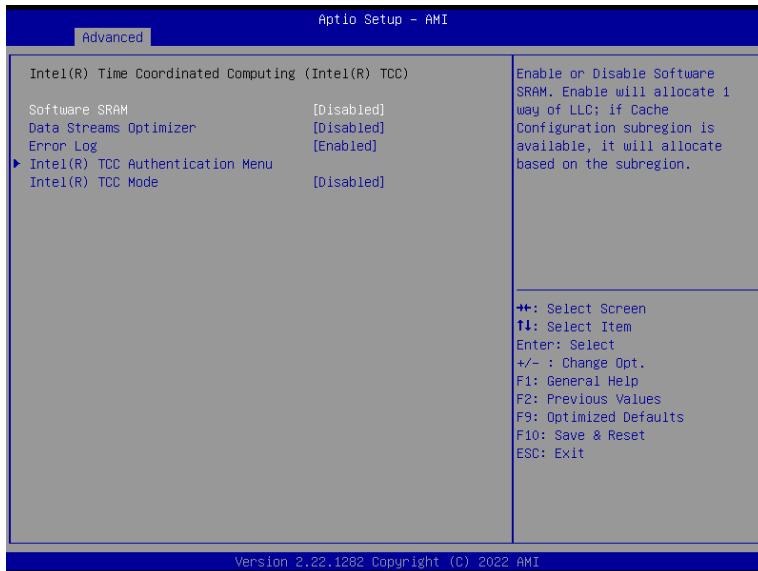 Aptio Setup - AMI
Advanced
Intel(R) Time Coordinated Computing (Intel(R) TCC)
Software SRAM [Disabled]
Data Streams Optimizer [Disabled]
Error Log [Enabled]
Intel(R) TCC Authentication Menu
Intel(R) TCC Mode [Disabled]
Enable or Disable Software
SRAM. Enable will allocate 1
way of LLC; if Cache
Configuration subregion is
available, it will allocate
based on the subregion.
→←: Select Screen
↑↓: Select Item
Enter: Select
+/- : Change Opt.
F1: General Help
F2: Previous Values
F9: Optimized Defaults
F10: Save & Reset
ESC: Exit
Version 2.22.1282 Copyright (C) 2022 AMI